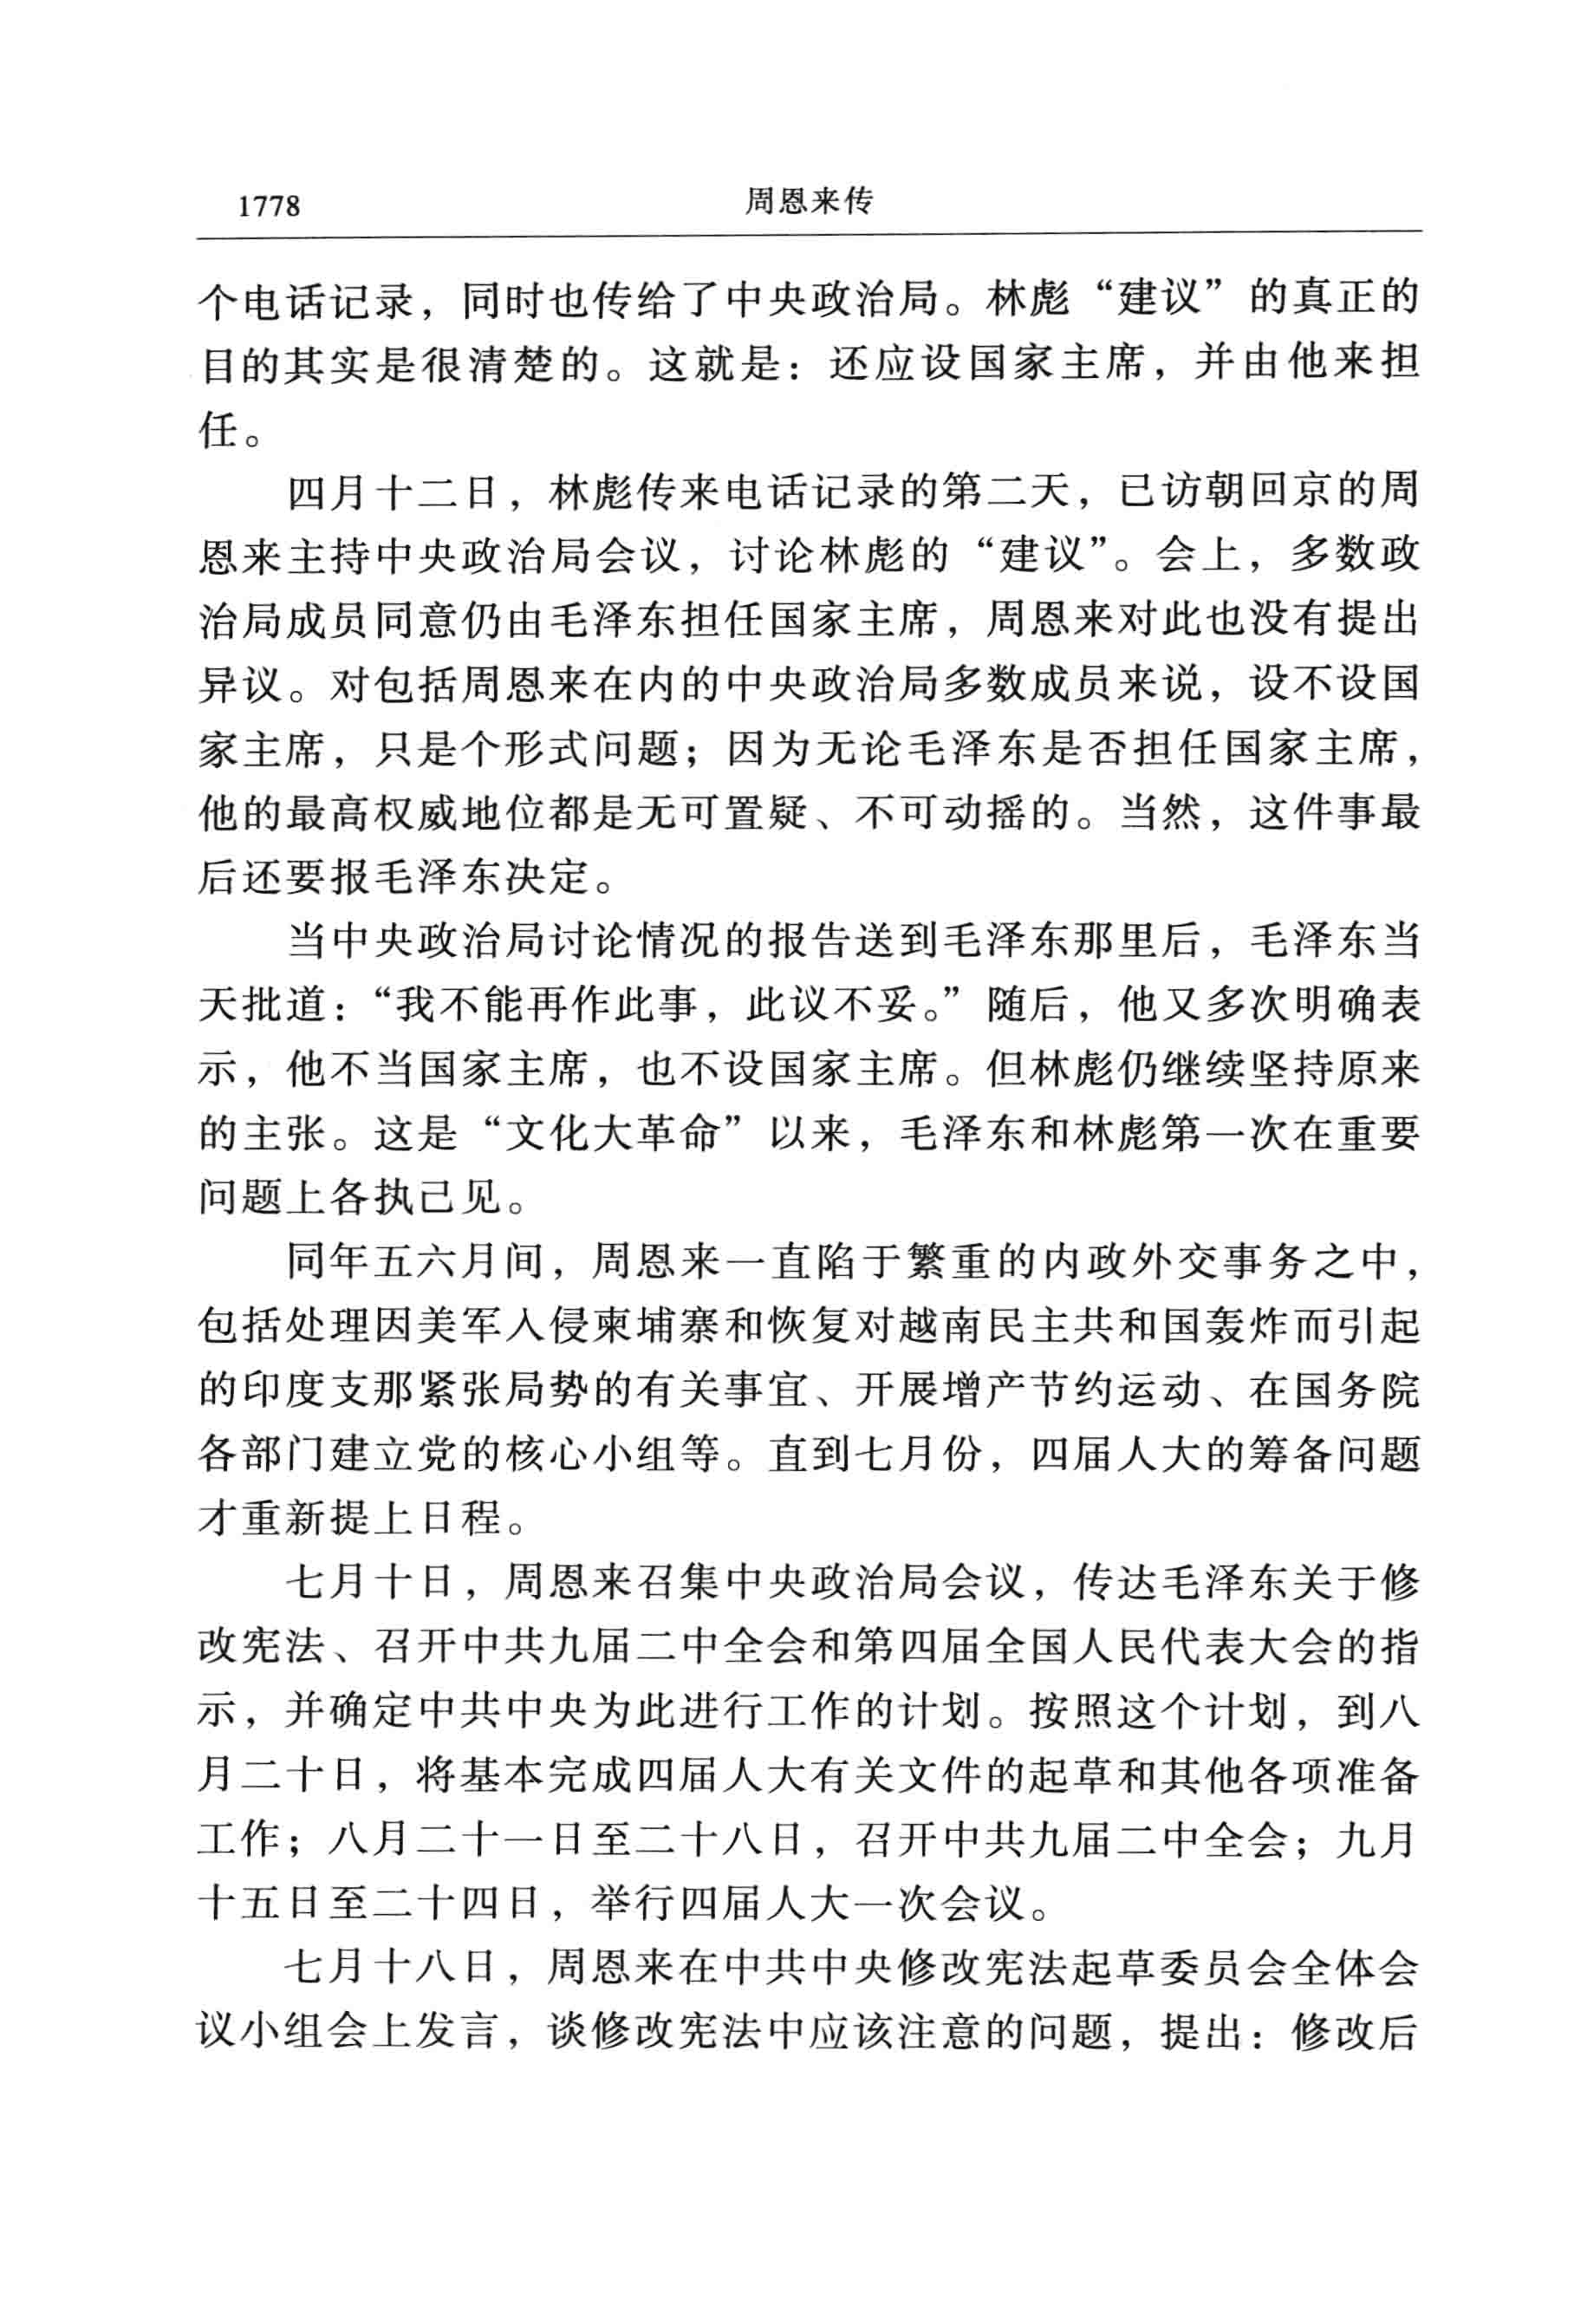 1778
周恩来传
个电话记录，同时也传给了中央政治局。林彪“建议”的真正的
目的其实是很清楚的。这就是：还应设国家主席，并由他来担
任。
四月十二日，林彪传来电话记录的第二天，已访朝回京的周
恩来主持中央政治局会议，讨论林彪的“建议”。会上，多数政
治局成员同意仍由毛泽东担任国家主席，周恩来对此也没有提出
异议。对包括周恩来在内的中央政治局多数成员来说，设不设国
家主席，只是个形式问题；因为无论毛泽东是否担任国家主席，
他的最高权威地位都是无可置疑、不可动摇的。当然，这件事最
后还要报毛泽东决定。
当中央政治局讨论情况的报告送到毛泽东那里后，毛泽东当
天批道：“我不能再作此事，此议不妥。”随后，他又多次明确表
示，他不当国家主席，也不设国家主席。但林彪仍继续坚持原来
的主张。这是“文化大革命”以来，毛泽东和林彪第一次在重要
问题上各执己见。
同年五六月间，周恩来一直陷于繁重的内政外交事务之中，
包括处理因美军入侵柬埔寨和恢复对越南民主共和国轰炸而引起
的印度支那紧张局势的有关事宜、开展增产节约运动、在国务院
各部门建立党的核心小组等。直到七月份，四届人大的筹备问题
才重新提上日程。
七月十日，周恩来召集中央政治局会议，传达毛泽东关于修
改宪法、召开中共九届二中全会和第四届全国人民代表大会的指
示，并确定中共中央为此进行工作的计划。按照这个计划，到八
月二十日，将基本完成四届人大有关文件的起草和其他各项准备
工作；八月二十一日至二十八日，召开中共九届二中全会；九月
十五日至二十四日，举行四届人大一次会议。
七月十八日，周恩来在中共中央修改宪法起草委员会全体会
议小组会上发言，谈修改宪法中应该注意的问题，提出：修改后